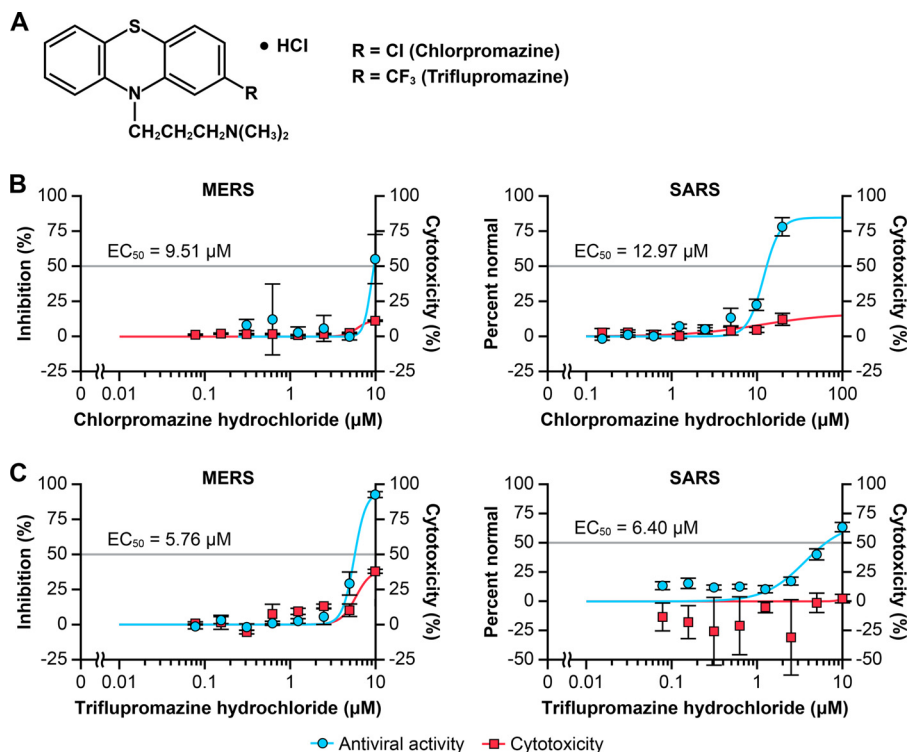 A
S
• HCl
N
R
CH₂CH₂CH₂N(CH₃)₂
R = Cl (Chlorpromazine)
R = CF₃ (Triflupromazine)
B
MERS
Inhibition (%)
100
75
50
25
0
-25
EC₅₀ = 9.51 µM
100
75
50
25
0
-25
Cytotoxicity (%)
0 0.01 0.1 1 10
Chlorpromazine hydrochloride (µM)
SARS
Percent normal
100
75
50
25
0
-25
EC₅₀ = 12.97 µM
100
75
50
25
0
-25
Cytotoxicity (%)
0 0.1 1 10 100
Chlorpromazine hydrochloride (µM)
C
MERS
Inhibition (%)
100
75
50
25
0
-25
EC₅₀ = 5.76 µM
100
75
50
25
0
-25
Cytotoxicity (%)
0 0.01 0.1 1 10
Triflupromazine hydrochloride (µM)
SARS
Percent normal
100
75
50
25
0
-25
-50
EC₅₀ = 6.40 µM
100
75
50
25
0
-25
-50
Cytotoxicity (%)
0 0.01 0.1 1 10
Triflupromazine hydrochloride (µM)
Antiviral activity
Cytotoxicity